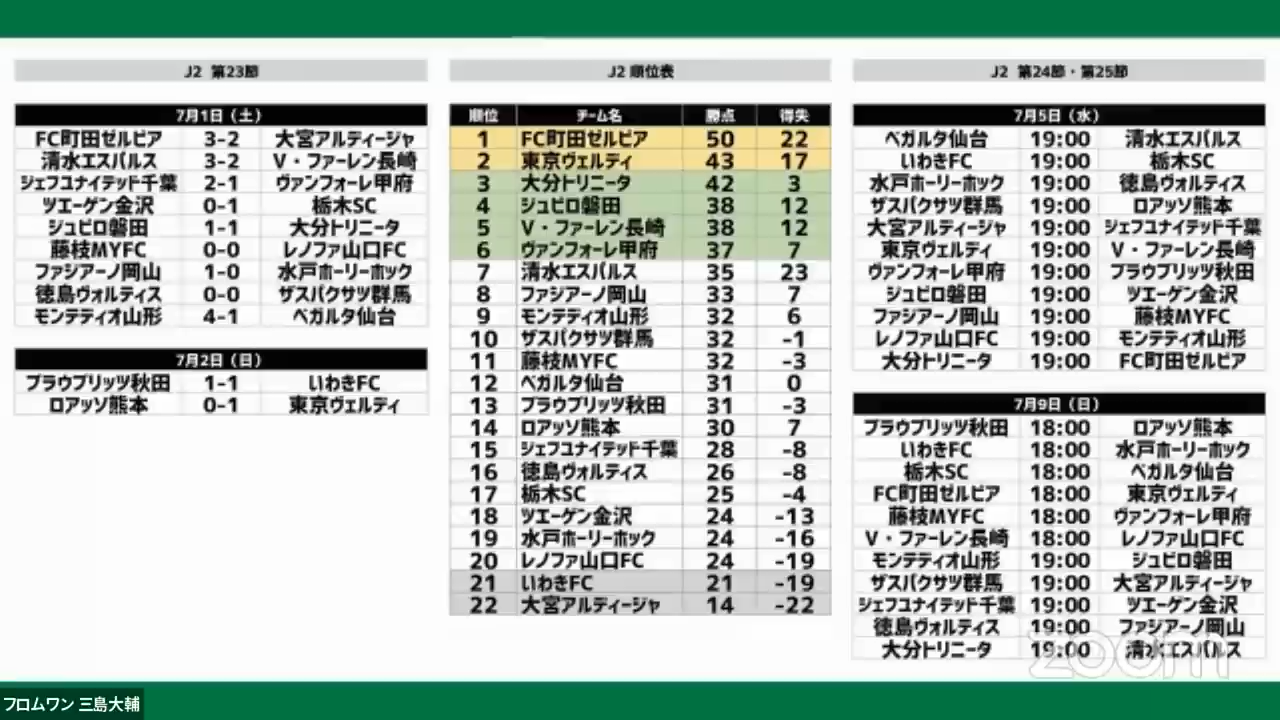 J2 第23節
7月1日（土）
FC町田ゼルビア 3-2 大宮アルディージャ
清水エスパルス 3-2 V・ファーレン長崎
ジェフユナイテッド千葉 2-1 ヴァンフォーレ甲府
ツエーゲン金沢 0-1 栃木SC
ジュビロ磐田 1-1 大分トリニータ
藤枝MYFC 0-0 レノファ山口FC
ファジアーノ岡山 1-0 水戸ホーリーホック
徳島ヴォルティス 0-0 ザスパクサツ群馬
モンテディオ山形 4-1 ベガルタ仙台
7月2日（日）
ブラウブリッツ秋田 1-1 いわきFC
ロアッソ熊本 0-1 東京ヴェルディ
J2 順位表
順位 チーム名 勝点 得失
1 FC町田ゼルビア 50 22
2 東京ヴェルディ 43 17
3 大分トリニータ 42 3
4 ジュビロ磐田 38 12
5 V・ファーレン長崎 38 12
6 ヴァンフォーレ甲府 37 7
7 清水エスパルス 35 23
8 ファジアーノ岡山 33 7
9 モンテディオ山形 32 6
10 ザスパクサツ群馬 32 -1
11 藤枝MYFC 32 -3
12 ベガルタ仙台 31 0
13 ブラウブリッツ秋田 31 -3
14 ロアッソ熊本 30 7
15 ジェフユナイテッド千葉 28 -8
16 徳島ヴォルティス 26 -8
17 栃木SC 25 -4
18 ツエーゲン金沢 24 -13
19 水戸ホーリーホック 24 -16
20 レノファ山口FC 24 -19
21 いわきFC 21 -19
22 大宮アルディージャ 14 -22
J2 第24節・第25節
7月5日（水）
ベガルタ仙台 19:00 清水エスパルス
いわきFC 19:00 栃木SC
水戸ホーリーホック 19:00 徳島ヴォルティス
ザスパクサツ群馬 19:00 ロアッソ熊本
大宮アルディージャ 19:00 ジェフユナイテッド千葉
東京ヴェルディ 19:00 V・ファーレン長崎
ヴァンフォーレ甲府 19:00 ブラウブリッツ秋田
ジュビロ磐田 19:00 ツエーゲン金沢
ファジアーノ岡山 19:00 藤枝MYFC
レノファ山口FC 19:00 モンテディオ山形
大分トリニータ 19:00 FC町田ゼルビア
7月9日（日）
ブラウブリッツ秋田 18:00 ロアッソ熊本
いわきFC 18:00 水戸ホーリーホック
栃木SC 18:00 ベガルタ仙台
FC町田ゼルビア 18:00 東京ヴェルディ
藤枝MYFC 18:00 ヴァンフォーレ甲府
V・ファーレン長崎 18:00 レノファ山口FC
モンテディオ山形 19:00 ジュビロ磐田
ザスパクサツ群馬 19:00 大宮アルディージャ
ジェフユナイテッド千葉 19:00 ツエーゲン金沢
徳島ヴォルティス 19:00 ファジアーノ岡山
大分トリニータ 19:00 清水エスパルス
zoom
フロムワン 三島大輔